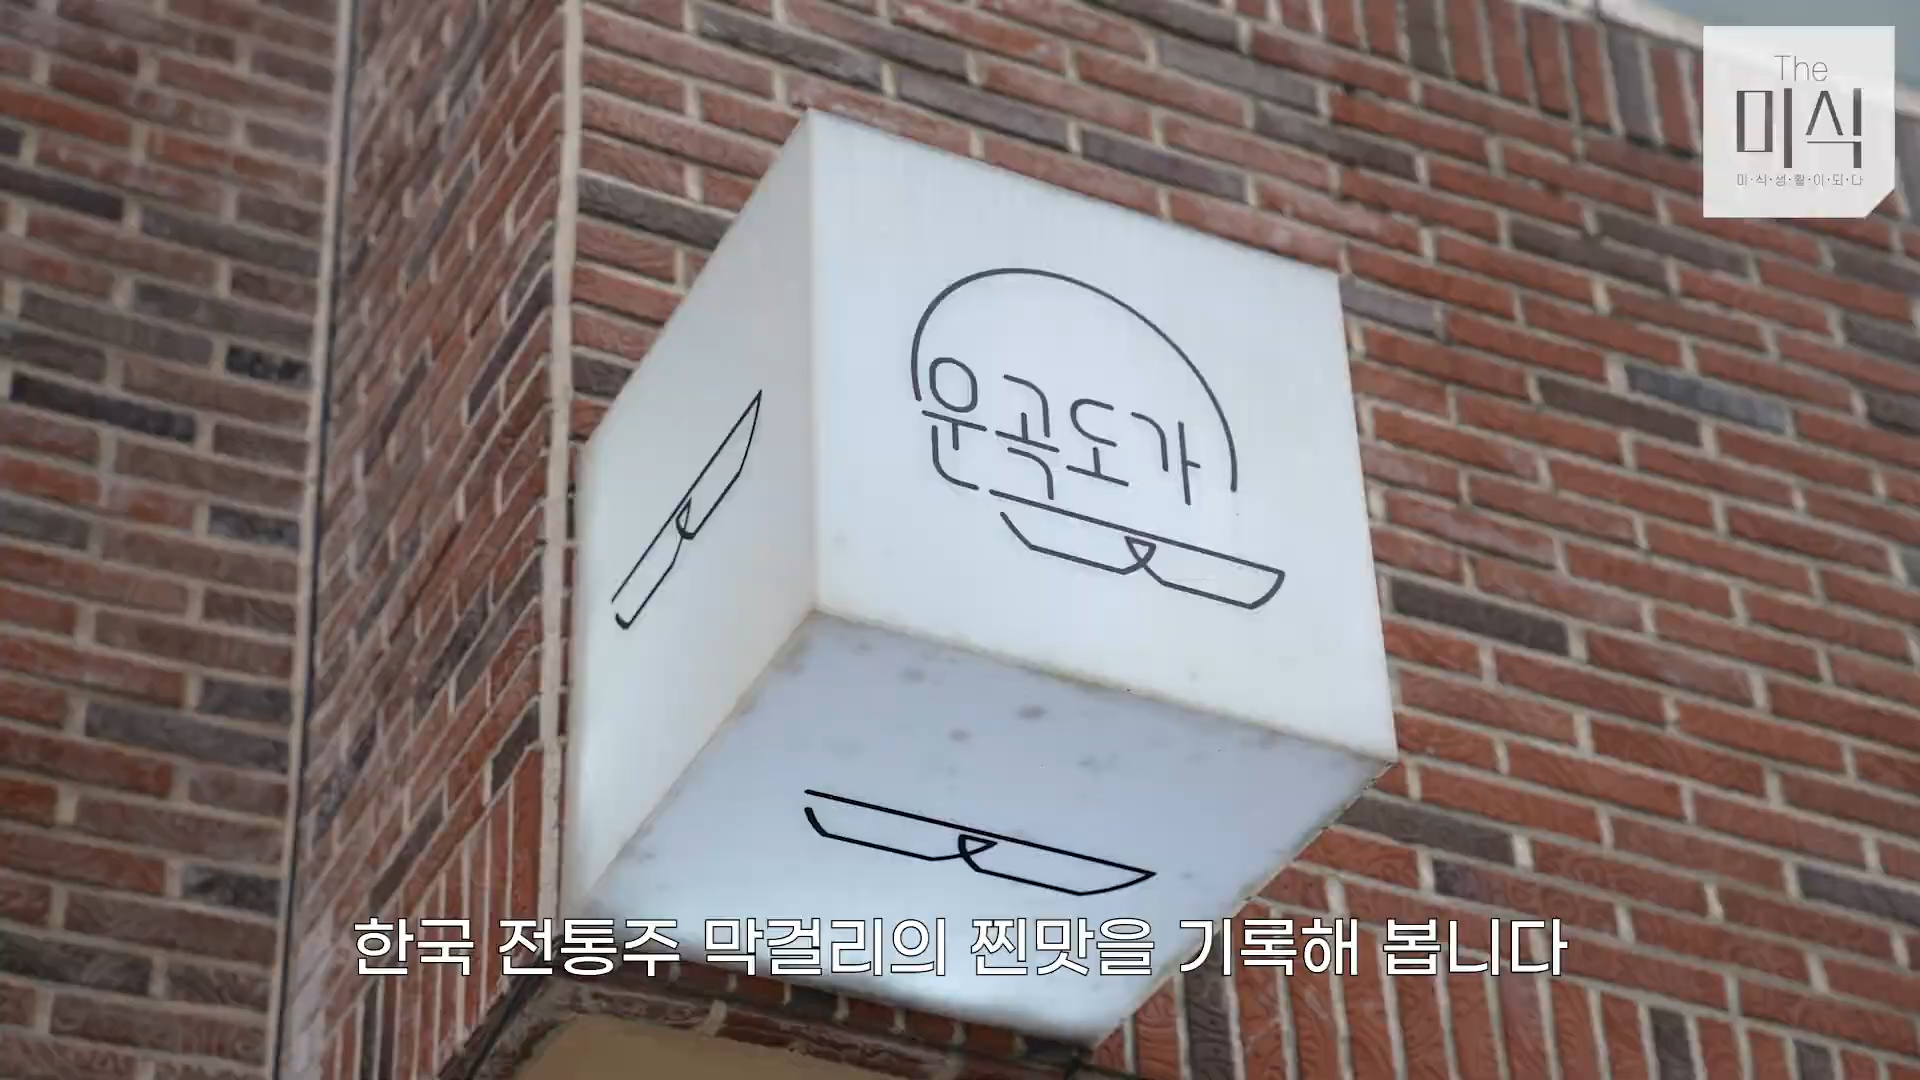 The
미식
미·식·생·활·이·되·다
운곡도가
한국 전통주 막걸리의 찐맛을 기록해 봅니다